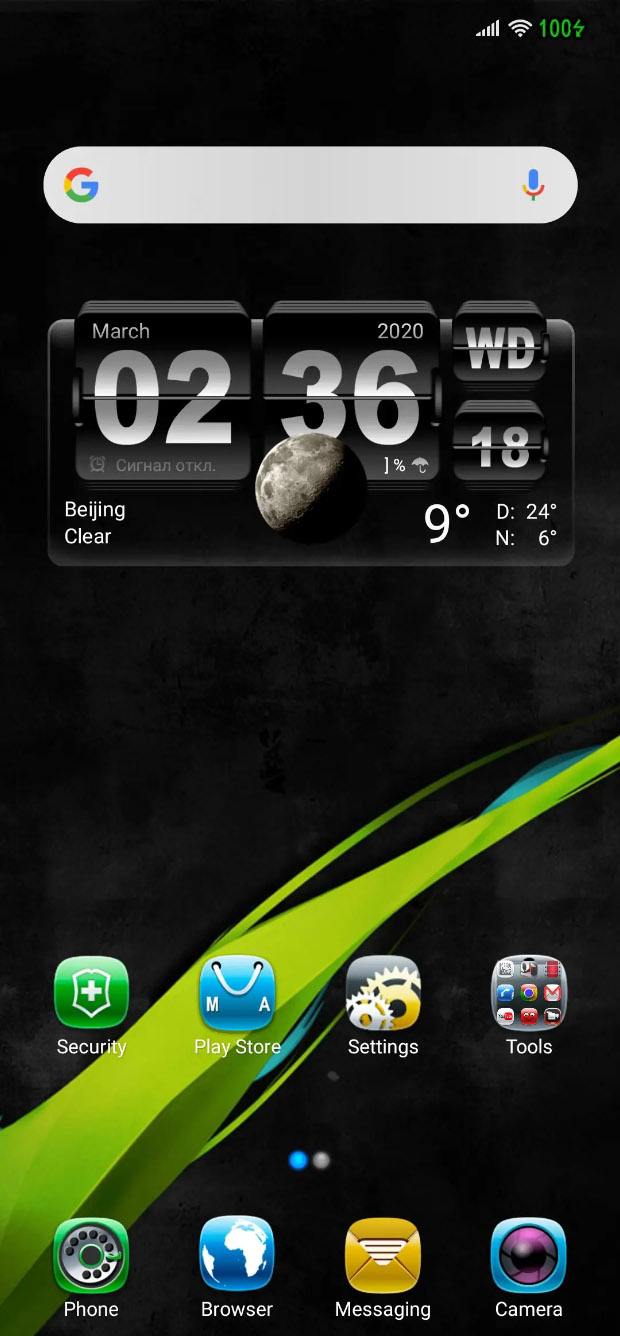 100
March
2020
02
36
WD
18
Сигнал откл.
]%
Beijing
Clear
9°
D: 24°
N: 6°
Security
M A
Play Store
Settings
Tools
Phone
Browser
Messaging
Camera